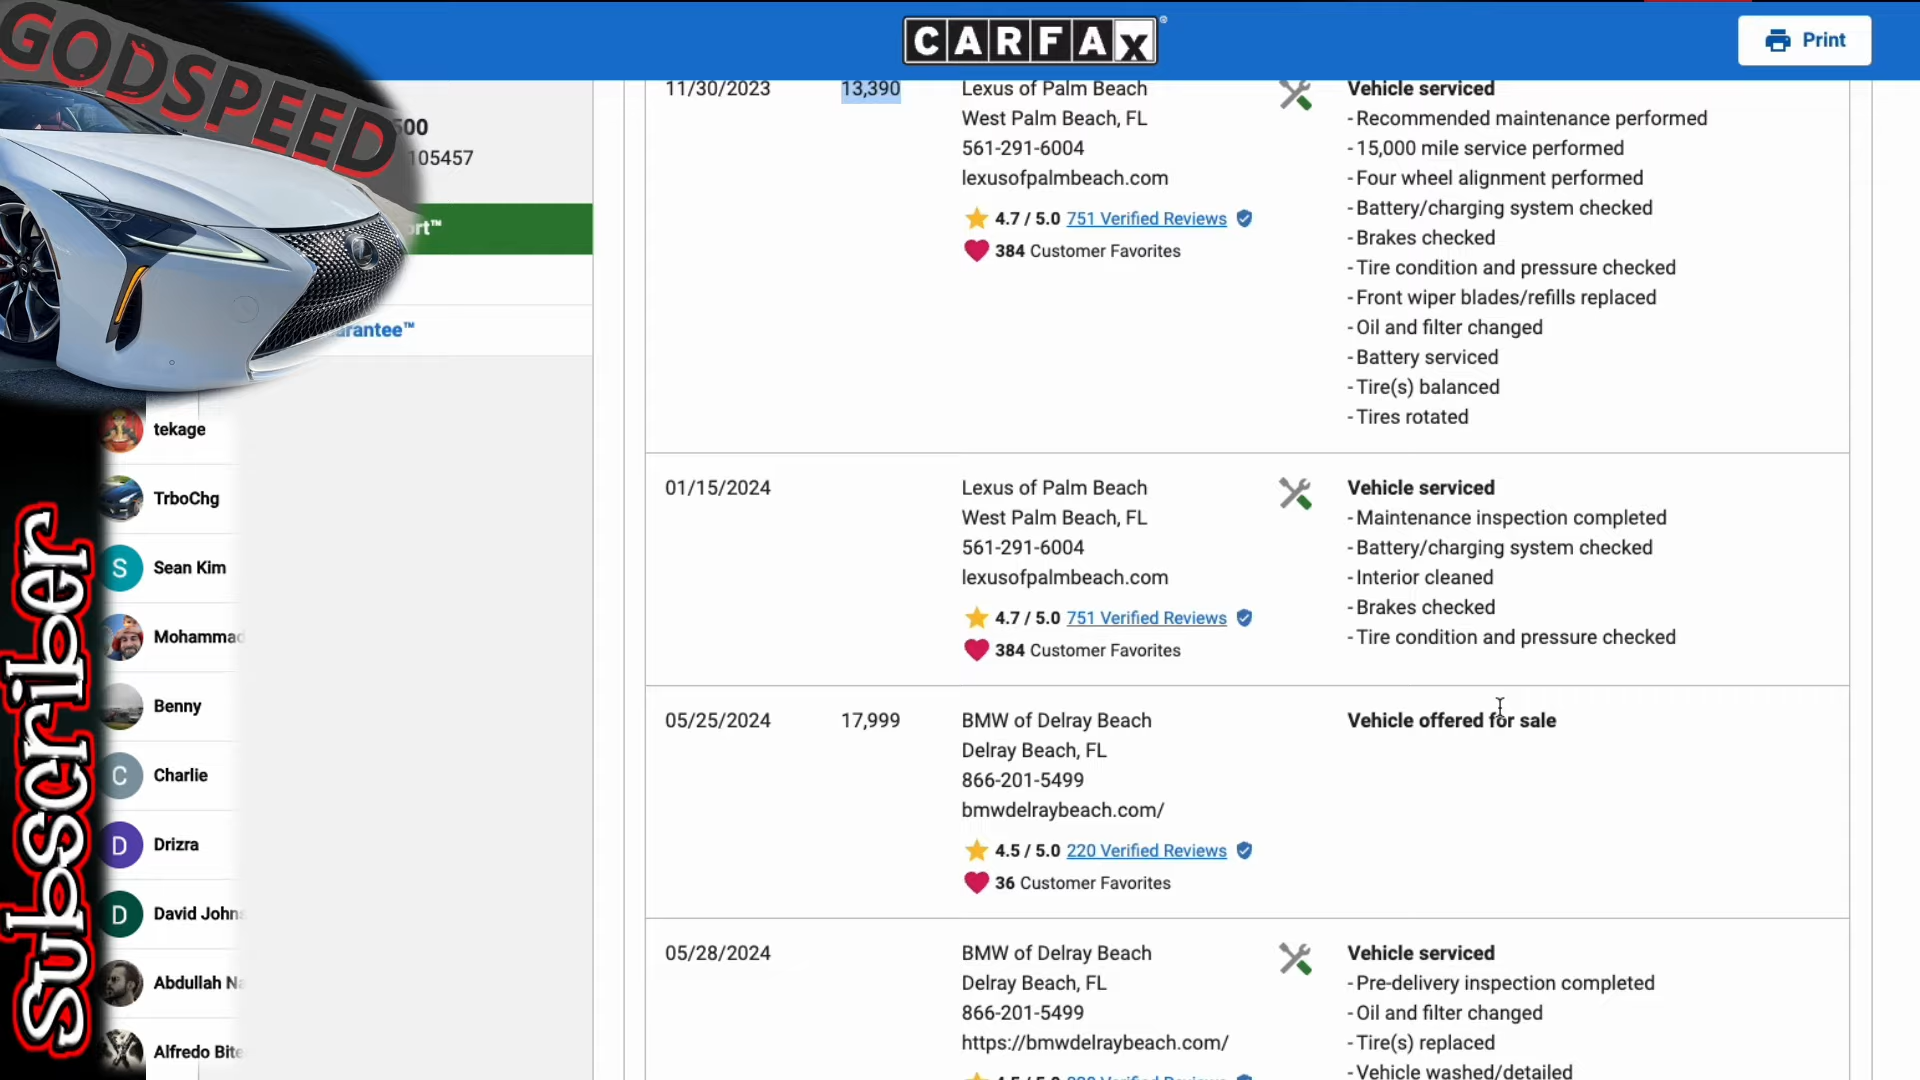 GODSPEED
CARFAX
Print
500
105457
ort™
arantee™
tekage
TrboChg
S Sean Kim
Mohammad
Benny
C Charlie
D Drizra
D David Johns
Abdullah Na
Alfredo Bite
Subscriber
11/30/2023 13,390 Lexus of Palm Beach Vehicle serviced
West Palm Beach, FL - Recommended maintenance performed
561-291-6004 - 15,000 mile service performed
lexusofpalmbeach.com - Four wheel alignment performed
4.7 / 5.0 751 Verified Reviews - Battery/charging system checked
384 Customer Favorites - Brakes checked
- Tire condition and pressure checked
- Front wiper blades/refills replaced
- Oil and filter changed
- Battery serviced
- Tire(s) balanced
- Tires rotated
01/15/2024 Lexus of Palm Beach Vehicle serviced
West Palm Beach, FL - Maintenance inspection completed
561-291-6004 - Battery/charging system checked
lexusofpalmbeach.com - Interior cleaned
4.7 / 5.0 751 Verified Reviews - Brakes checked
384 Customer Favorites - Tire condition and pressure checked
05/25/2024 17,999 BMW of Delray Beach Vehicle offered for sale
Delray Beach, FL
866-201-5499
bmwdelraybeach.com/
4.5 / 5.0 220 Verified Reviews
36 Customer Favorites
05/28/2024 BMW of Delray Beach Vehicle serviced
Delray Beach, FL - Pre-delivery inspection completed
866-201-5499 - Oil and filter changed
https://bmwdelraybeach.com/ - Tire(s) replaced
- Vehicle washed/detailed